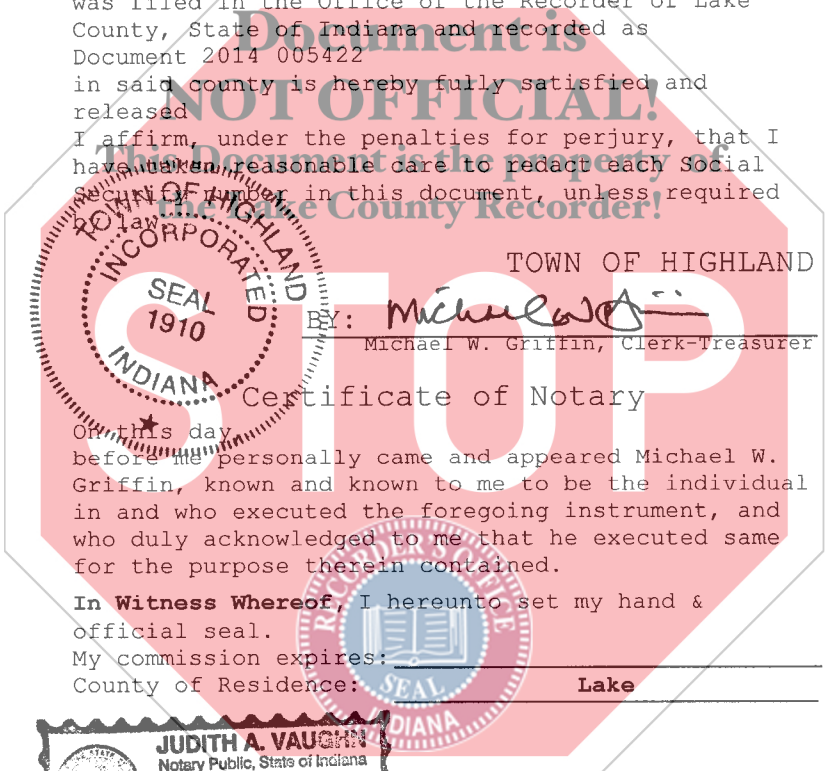 was filed in the Office of the Recorder of Lake
County, State of Indiana and recorded as
Document 2014 005422
in said county is hereby fully satisfied and
released
I affirm, under the penalties for perjury, that I
have taken reasonable care to redact each Social
Security Number in this document, unless required
by law.
Document is
NOT OFFICIAL!
This Document is the property of
the Lake County Recorder!
STOP
TOWN OF HIGHLAND
INCORPORATED
SEAL
1910
INDIANA
TOWN OF HIGHLAND
BY: Michael W Griffin
Michael W. Griffin, Clerk-Treasurer
Certificate of Notary
On this day,
before me personally came and appeared Michael W.
Griffin, known and known to me to be the individual
in and who executed the foregoing instrument, and
who duly acknowledged to me that he executed same
for the purpose therein contained.
In Witness Whereof, I hereunto set my hand &
official seal.
My commission expires:
County of Residence: Lake
RECORDER'S OFFICE
SEAL
INDIANA
JUDITH A. VAUGHN
Notary Public, State of Indiana